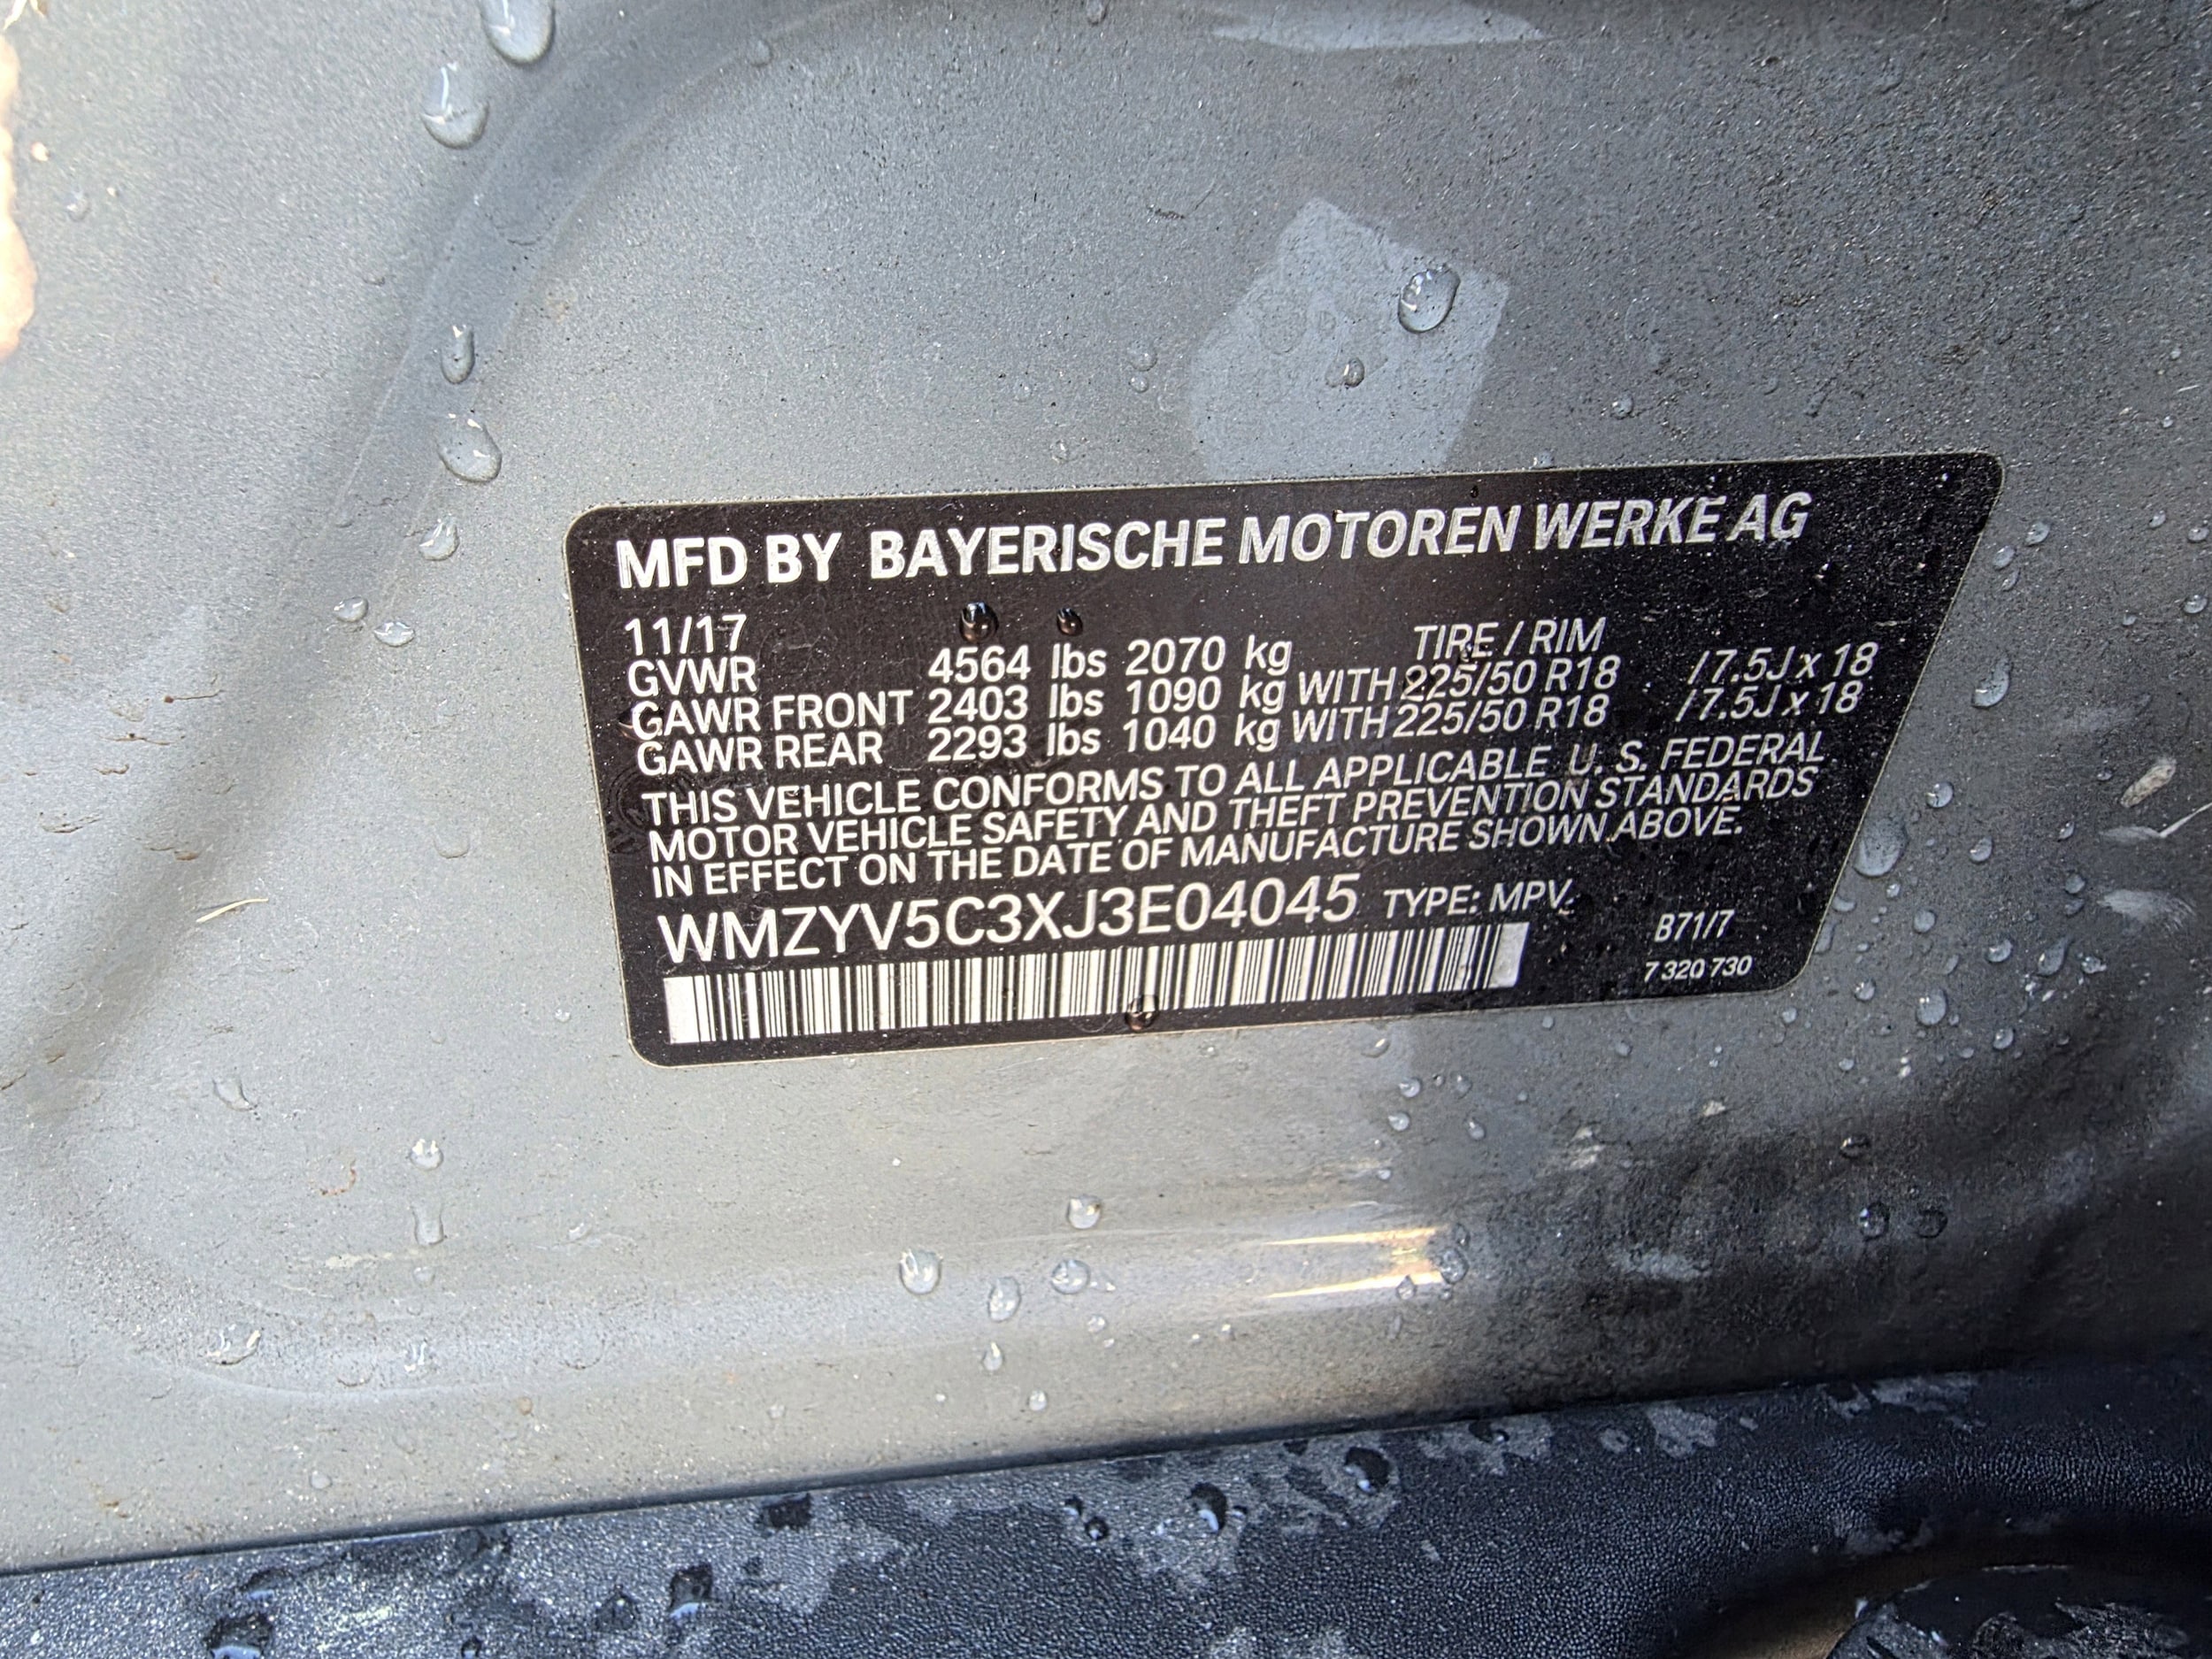 MFD BY BAYERISCHE MOTOREN WERKE AG
11/17 TIRE / RIM
GVWR 4564 lbs 2070 kg
GAWR FRONT 2403 lbs 1090 kg WITH 225/50 R18 /7.5J x 18
GAWR REAR 2293 lbs 1040 kg WITH 225/50 R18 /7.5J x 18
THIS VEHICLE CONFORMS TO ALL APPLICABLE U. S. FEDERAL
MOTOR VEHICLE SAFETY AND THEFT PREVENTION STANDARDS
IN EFFECT ON THE DATE OF MANUFACTURE SHOWN ABOVE.
WMZYV5C3XJ3E04045 TYPE: MPV
B71/7
7 320 730